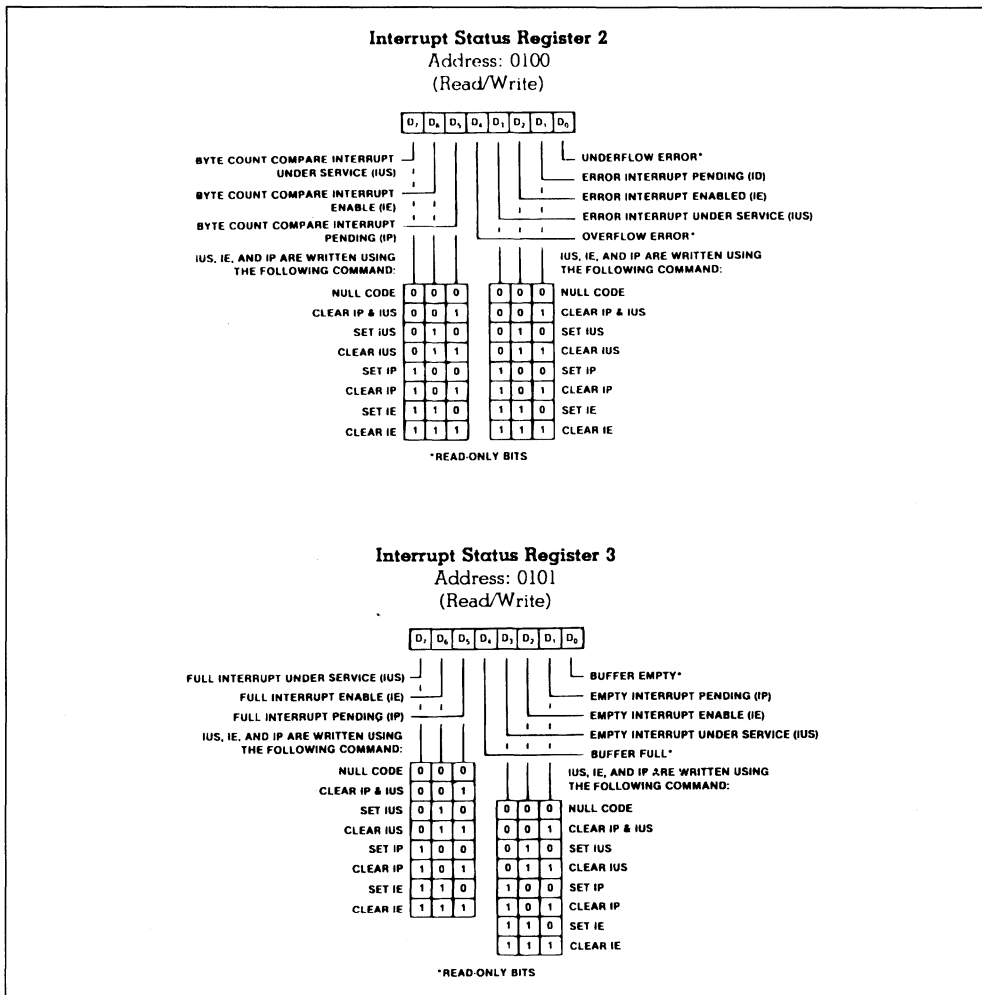 Interrupt Status Register 2
Address: 0100
(Read/Write)
D7 D6 D5 D4 D3 D2 D1 D0
BYTE COUNT COMPARE INTERRUPT
UNDER SERVICE (IUS)
BYTE COUNT COMPARE INTERRUPT
ENABLE (IE)
BYTE COUNT COMPARE INTERRUPT
PENDING (IP)
IUS, IE, AND IP ARE WRITTEN USING
THE FOLLOWING COMMAND:
UNDERFLOW ERROR*
ERROR INTERRUPT PENDING (ID)
ERROR INTERRUPT ENABLED (IE)
ERROR INTERRUPT UNDER SERVICE (IUS)
OVERFLOW ERROR*
IUS, IE, AND IP ARE WRITTEN USING
THE FOLLOWING COMMAND:
NULL CODE 0 0 0 0 0 0 NULL CODE
CLEAR IP & IUS 0 0 1 0 0 1 CLEAR IP & IUS
SET IUS 0 1 0 0 1 0 SET IUS
CLEAR IUS 0 1 1 0 1 1 CLEAR IUS
SET IP 1 0 0 1 0 0 SET IP
CLEAR IP 1 0 1 1 0 1 CLEAR IP
SET IE 1 1 0 1 1 0 SET IE
CLEAR IE 1 1 1 1 1 1 CLEAR IE
*READ-ONLY BITS
Interrupt Status Register 3
Address: 0101
(Read/Write)
D7 D6 D5 D4 D3 D2 D1 D0
FULL INTERRUPT UNDER SERVICE (IUS)
FULL INTERRUPT ENABLE (IE)
FULL INTERRUPT PENDING (IP)
IUS, IE, AND IP ARE WRITTEN USING
THE FOLLOWING COMMAND:
NULL CODE 0 0 0
CLEAR IP & IUS 0 0 1
SET IUS 0 1 0
CLEAR IUS 0 1 1
SET IP 1 0 0
CLEAR IP 1 0 1
SET IE 1 1 0
CLEAR IE 1 1 1
BUFFER EMPTY*
EMPTY INTERRUPT PENDING (IP)
EMPTY INTERRUPT ENABLE (IE)
EMPTY INTERRUPT UNDER SERVICE (IUS)
BUFFER FULL*
IUS, IE, AND IP ARE WRITTEN USING
THE FOLLOWING COMMAND:
0 0 0 NULL CODE
0 0 1 CLEAR IP & IUS
0 1 0 SET IUS
0 1 1 CLEAR IUS
1 0 0 SET IP
1 0 1 CLEAR IP
1 1 0 SET IE
1 1 1 CLEAR IE
*READ-ONLY BITS